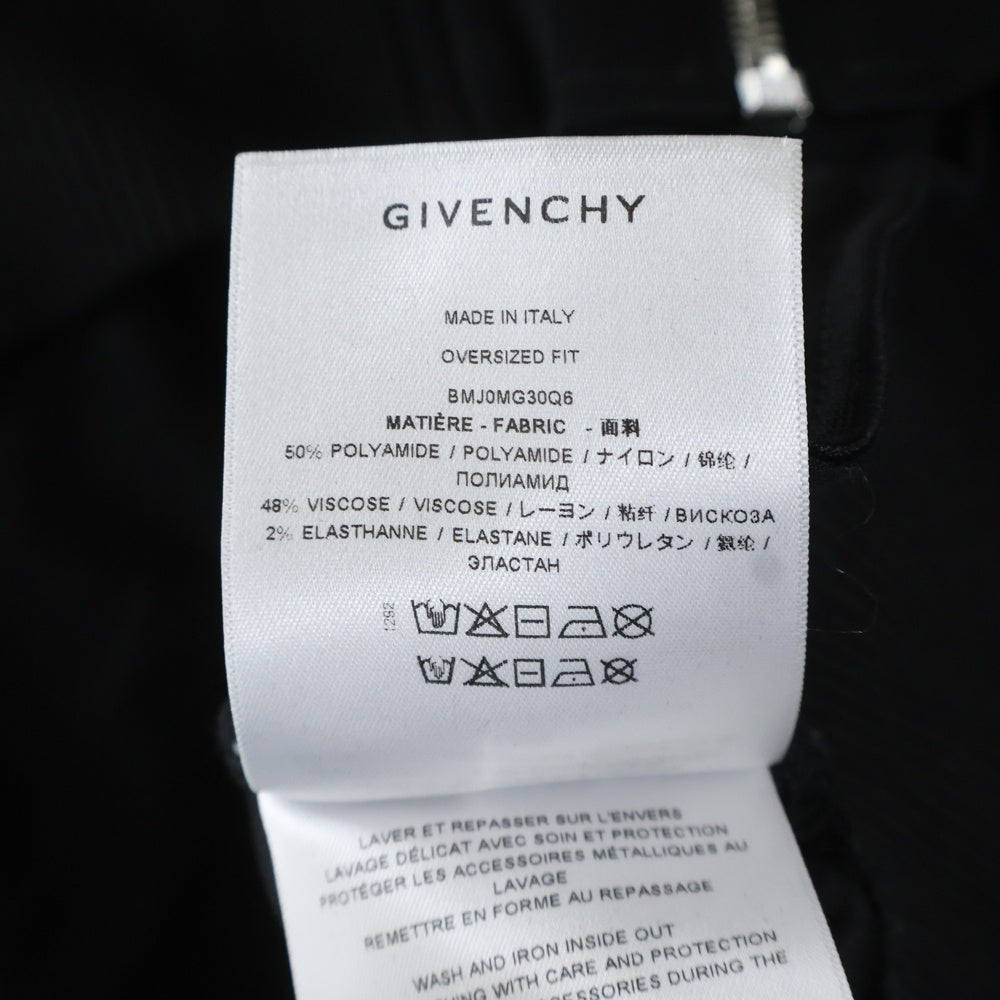 GIVENCHY
MADE IN ITALY
OVERSIZED FIT
BMJ0MG30Q6
MATIÈRE - FABRIC - 面料
50% POLYAMIDE / POLYAMIDE / ナイロン / 锦纶 /
ПОЛИАМИД
48% VISCOSE / VISCOSE / レーヨン / 粘纤 / ВИСКОЗА
2% ELASTHANNE / ELASTANE / ポリウレタン / 氨纶 /
ЭЛАСТАН
1292
LAVER ET REPASSER SUR L'ENVERS
LAVAGE DÉLICAT AVEC SOIN ET PROTECTION
PROTÉGER LES ACCESSOIRES MÉTALLIQUES AU
LAVAGE
REMETTRE EN FORME AU REPASSAGE
WASH AND IRON INSIDE OUT
WITH CARE AND PROTECTION
ACCESSORIES DURING THE